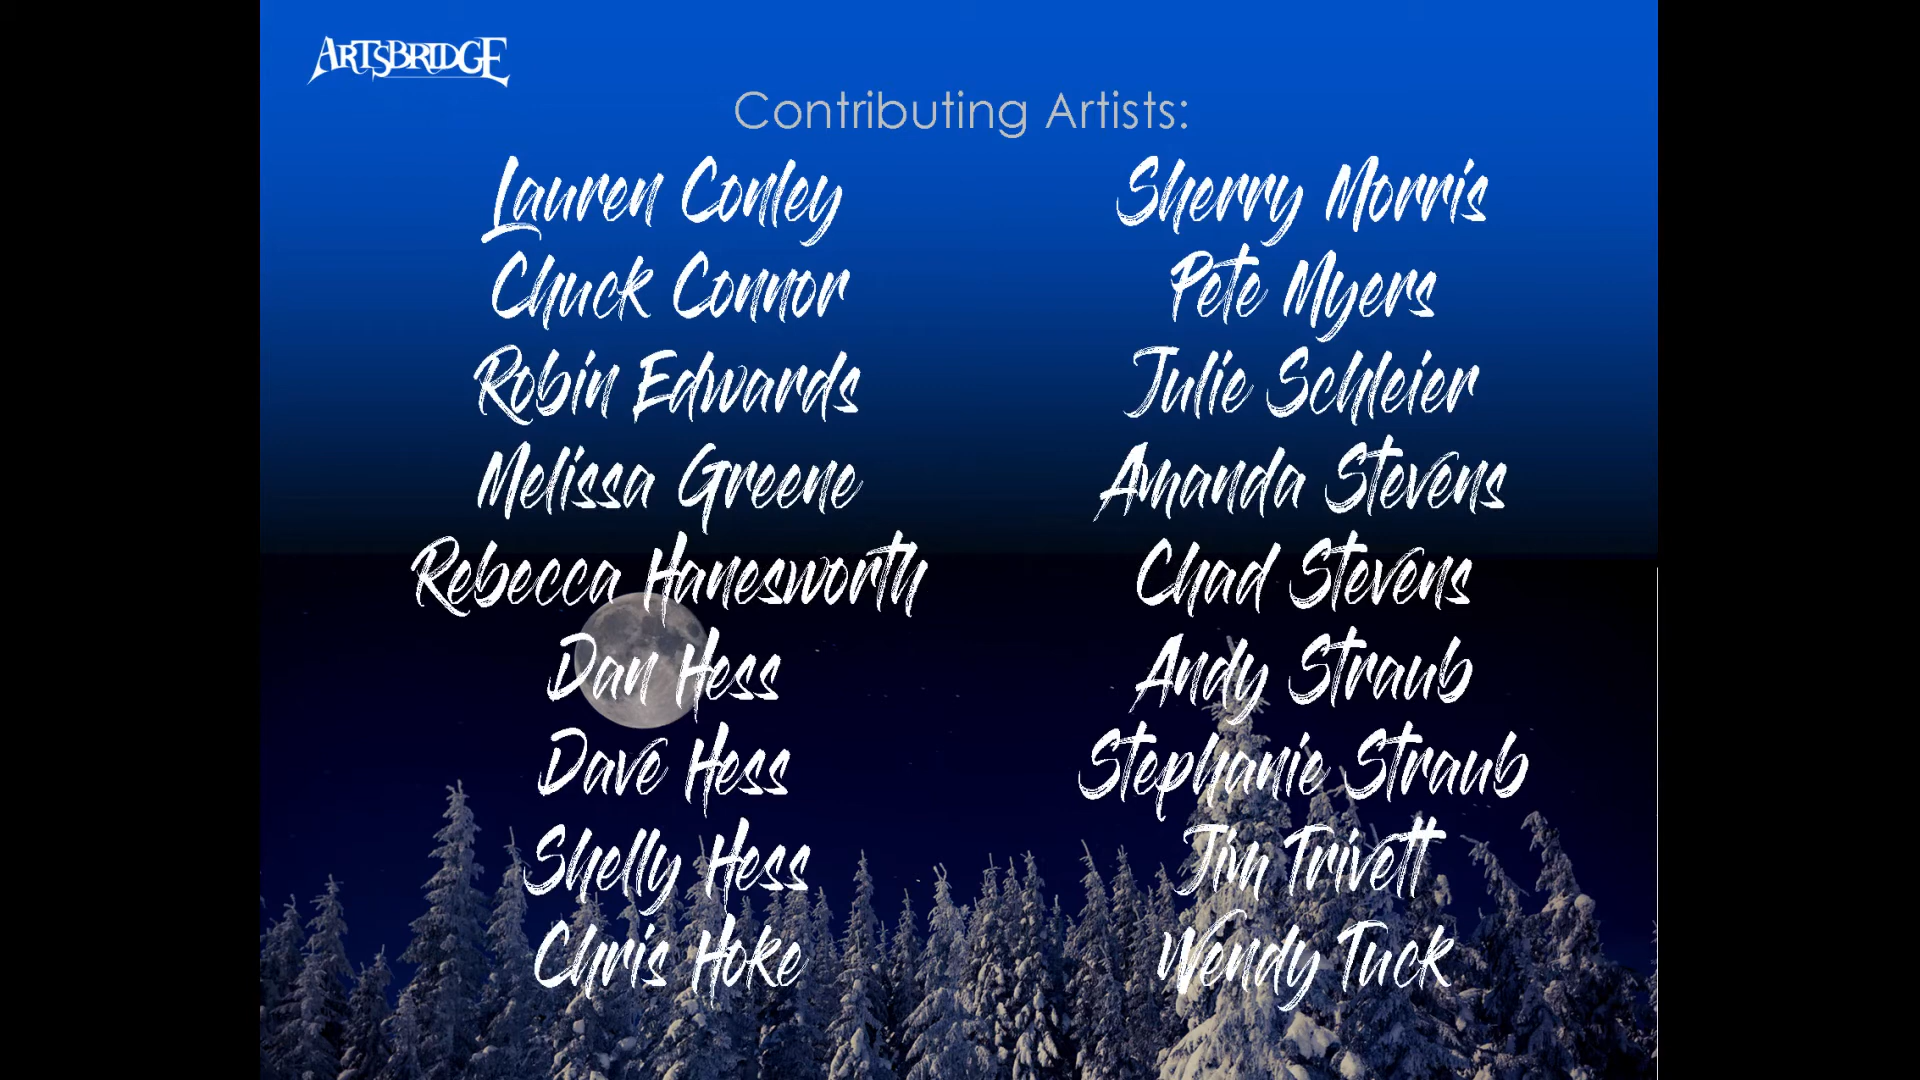 ARTSBRIDGE
Contributing Artists:
Lauren Conley
Chuck Connor
Robin Edwards
Melissa Greene
Rebecca Hanesworth
Dan Hess
Dave Hess
Shelly Hess
Chris Hoke
Sherry Morris
Pete Myers
Julie Schleier
Amanda Stevens
Chad Stevens
Andy Straub
Stephanie Straub
Jim Trivett
Wendy Tuck